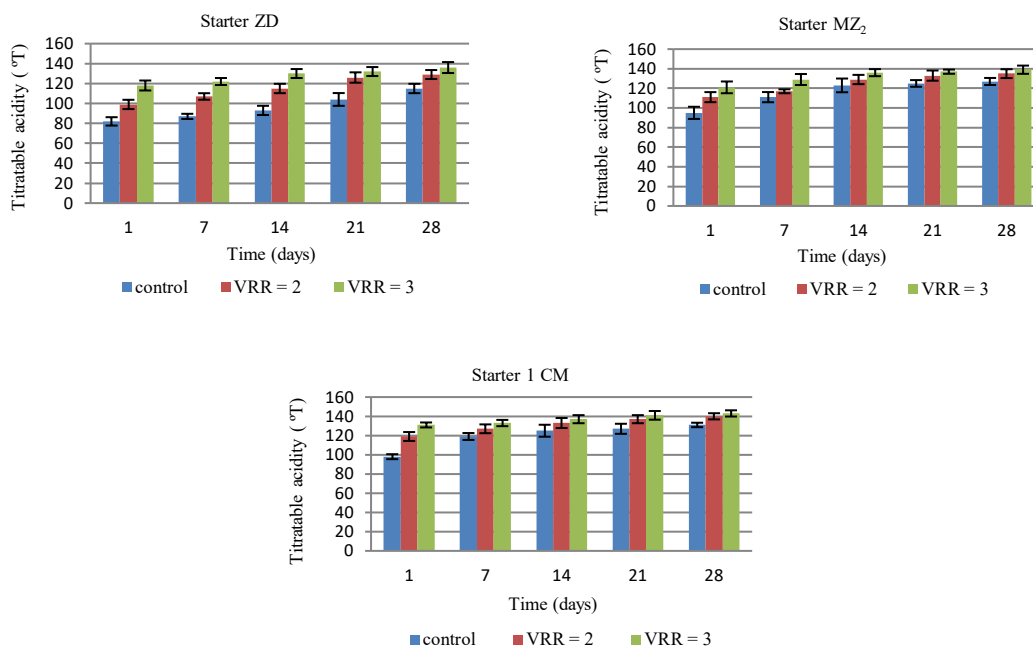 Starter ZD
Titratable acidity ( ºT)
160
140
120
100
80
60
40
20
0
1 7 14 21 28
Time (days)
control VRR = 2 VRR = 3
Starter MZ₂
Titratable acidity ( ºT)
160
140
120
100
80
60
40
20
0
1 7 14 21 28
Time (days)
control VRR = 2 VRR = 3
Starter 1 CM
Titratable acidity ( ºT)
160
140
120
100
80
60
40
20
0
1 7 14 21 28
Time (days)
control VRR = 2 VRR = 3